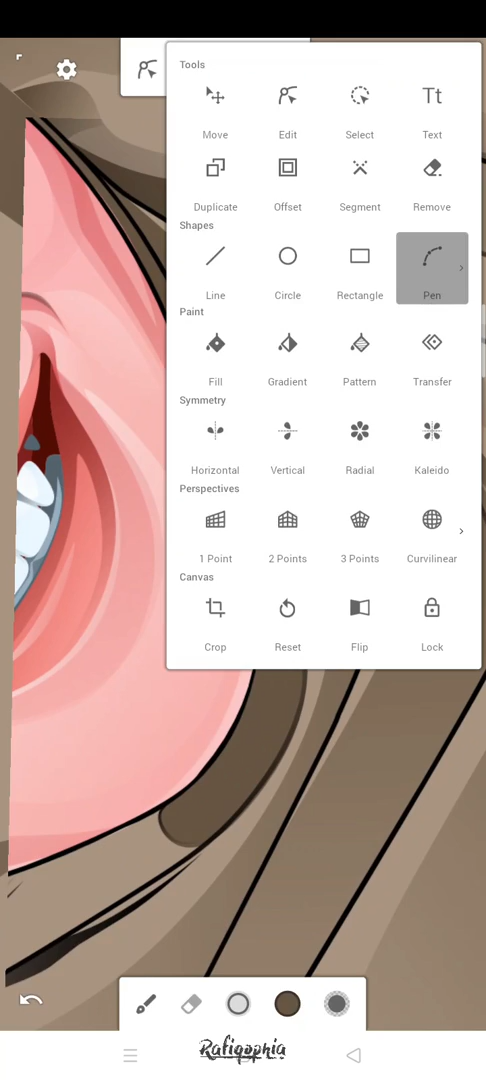 Tools
Move Edit Select Text
Tt
Duplicate Offset Segment Remove
Shapes
Line Circle Rectangle Pen
Paint
Fill Gradient Pattern Transfer
Symmetry
Horizontal Vertical Radial Kaleido
Perspectives
1 Point 2 Points 3 Points Curvilinear
Canvas
Crop Reset Flip Lock